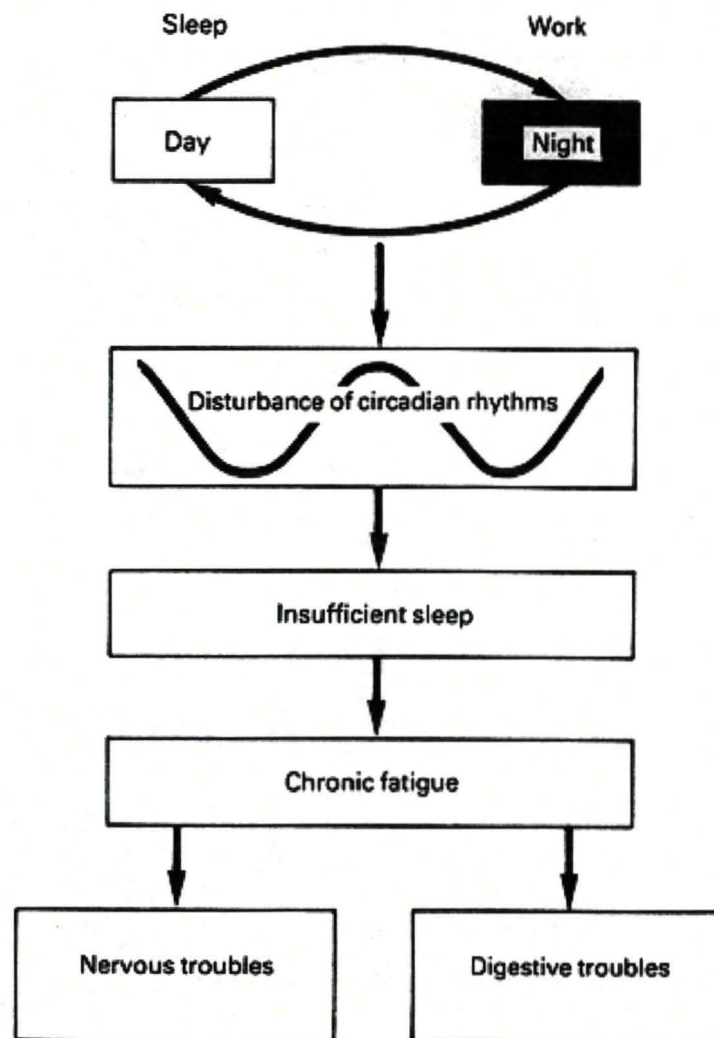 Sleep
Work
Day
Night
Disturbance of circadian rhythms
Insufficient sleep
Chronic fatigue
Nervous troubles
Digestive troubles